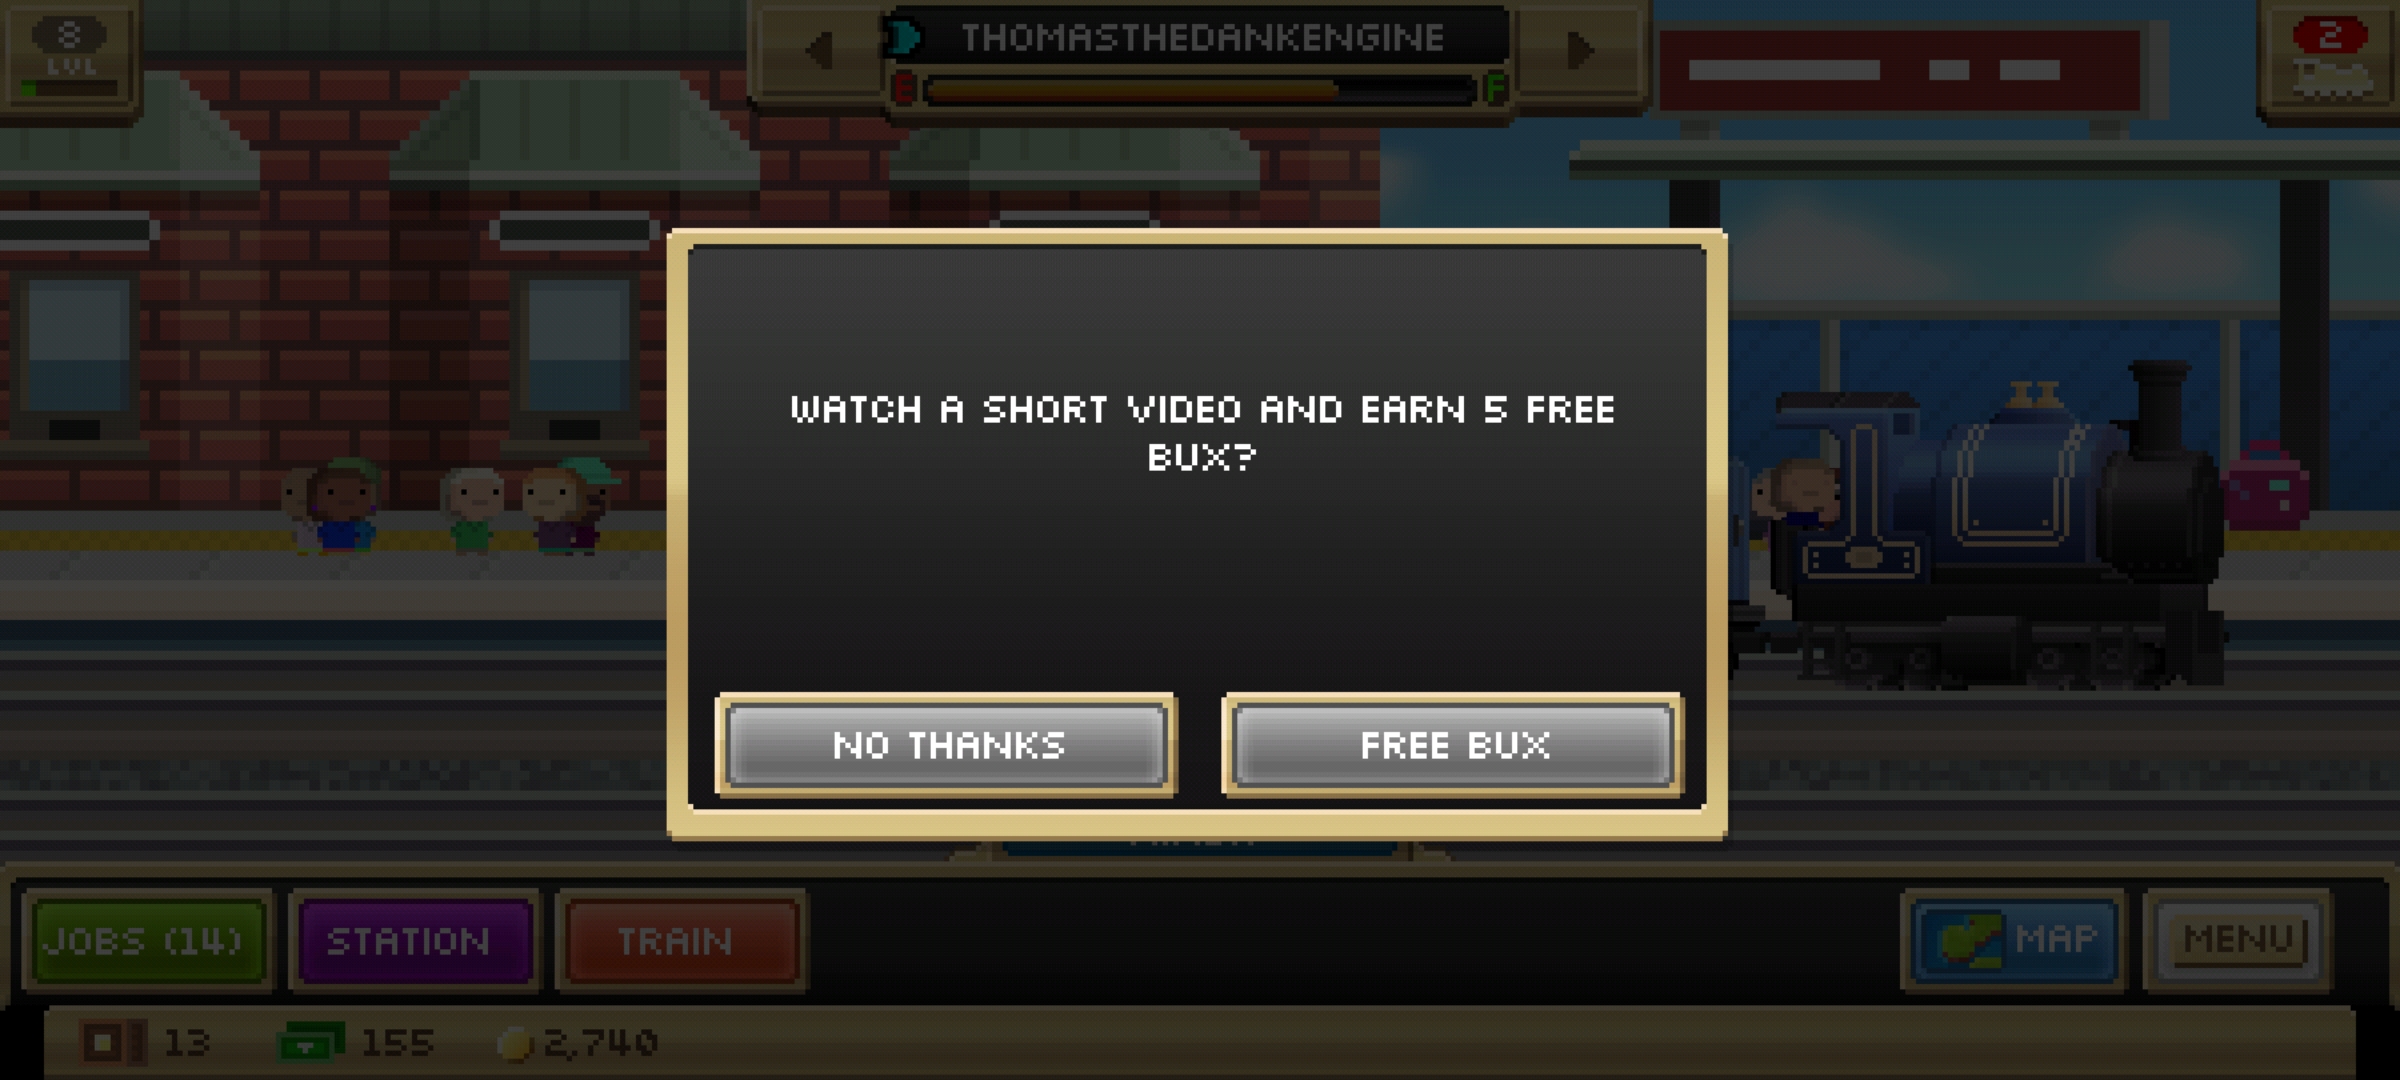 8
LVL
THOMASTHEDANKENGINE
E F
2
WATCH A SHORT VIDEO AND EARN 5 FREE
BUX?
NO THANKS FREE BUX
JOBS (14) STATION TRAIN MAP MENU
13 155 2,740